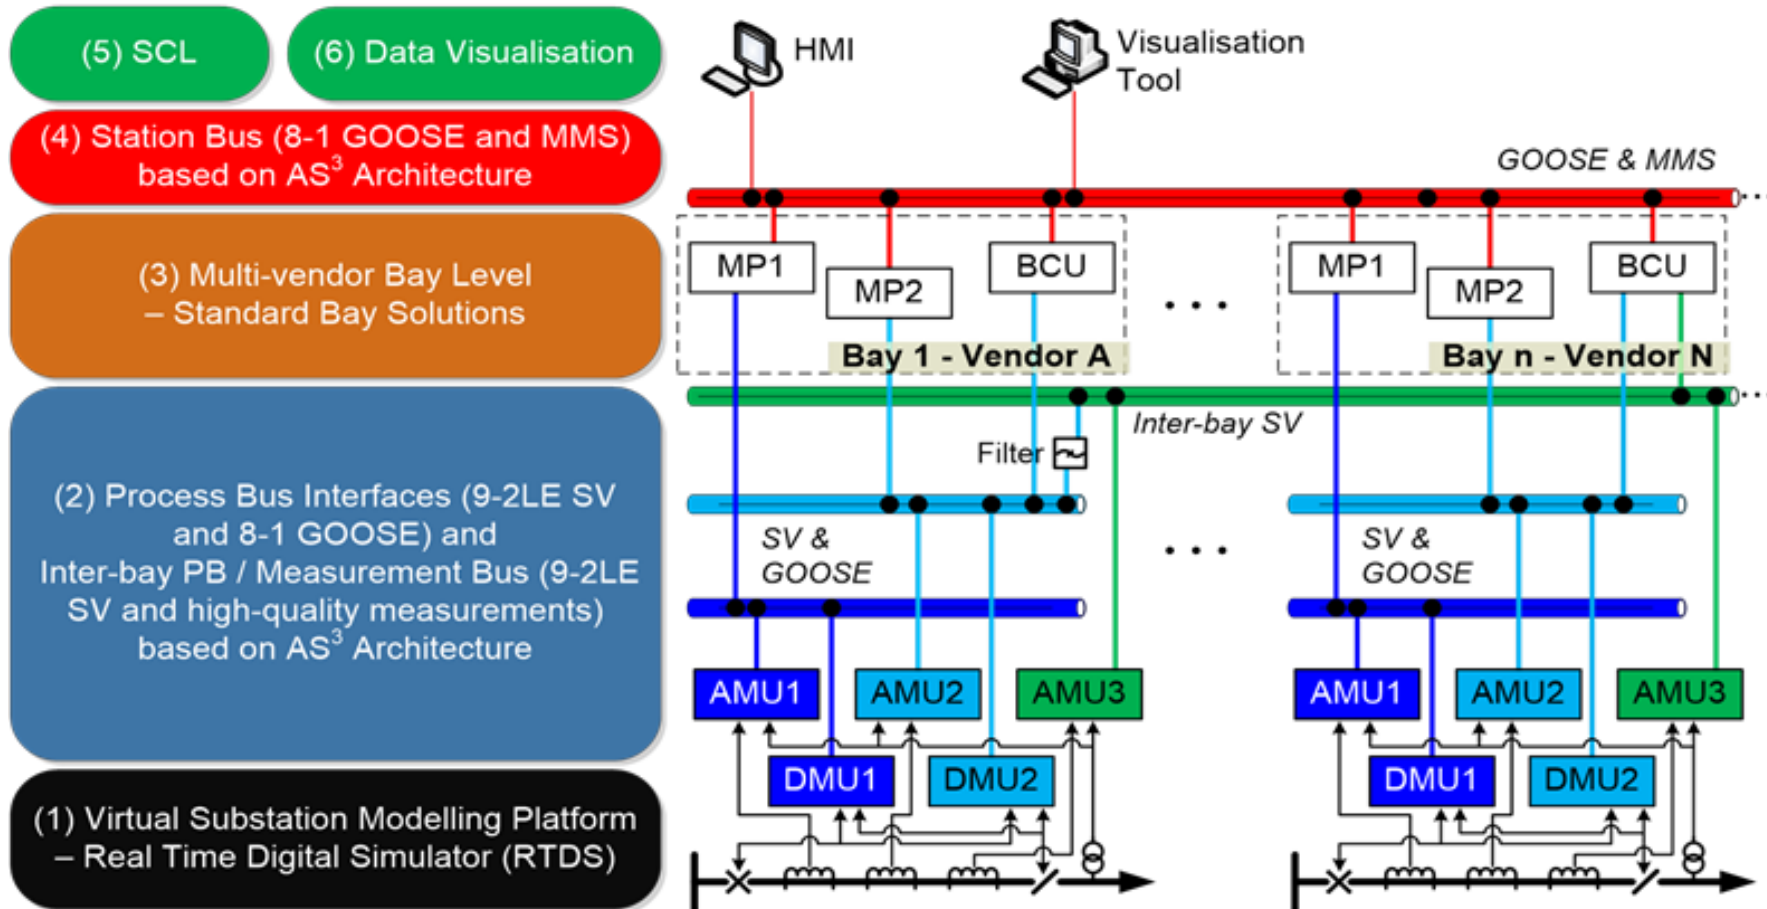 (5) SCL
(6) Data Visualisation
(4) Station Bus (8-1 GOOSE and MMS)
based on AS³ Architecture
(3) Multi-vendor Bay Level
– Standard Bay Solutions
(2) Process Bus Interfaces (9-2LE SV
and 8-1 GOOSE) and
Inter-bay PB / Measurement Bus (9-2LE
SV and high-quality measurements)
based on AS³ Architecture
(1) Virtual Substation Modelling Platform
– Real Time Digital Simulator (RTDS)
HMI
Visualisation
Tool
GOOSE & MMS
MP1
MP2
BCU
Bay 1 - Vendor A
MP1
MP2
BCU
Bay n - Vendor N
Inter-bay SV
Filter
SV &
GOOSE
SV &
GOOSE
AMU1
AMU2
AMU3
DMU1
DMU2
AMU1
AMU2
AMU3
DMU1
DMU2